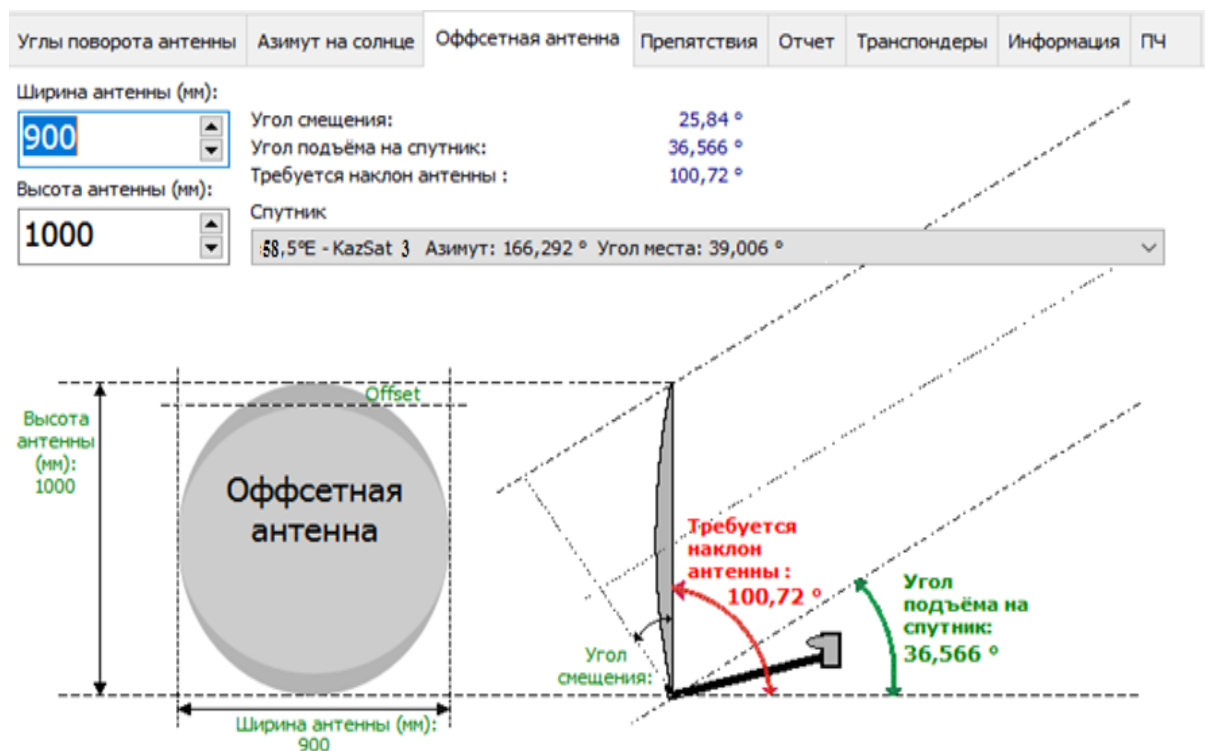 Углы поворота антенны Азимут на солнце Оффсетная антенна Препятствия Отчет Транспондеры Информация ПЧ
Ширина антенны (мм):
900
Угол смещения: 25,84 °
Угол подъёма на спутник: 36,566 °
Требуется наклон антенны : 100,72 °
Высота антенны (мм):
1000
Спутник
58,5°E - KazSat 3 Азимут: 166,292 ° Угол места: 39,006 °
Offset
Высота
антенны
(мм):
1000
Оффсетная
антенна
Ширина антенны (мм):
900
Требуется
наклон
антенны :
100,72 °
Угол
смещения:
Угол
подъёма на
спутник:
36,566 °